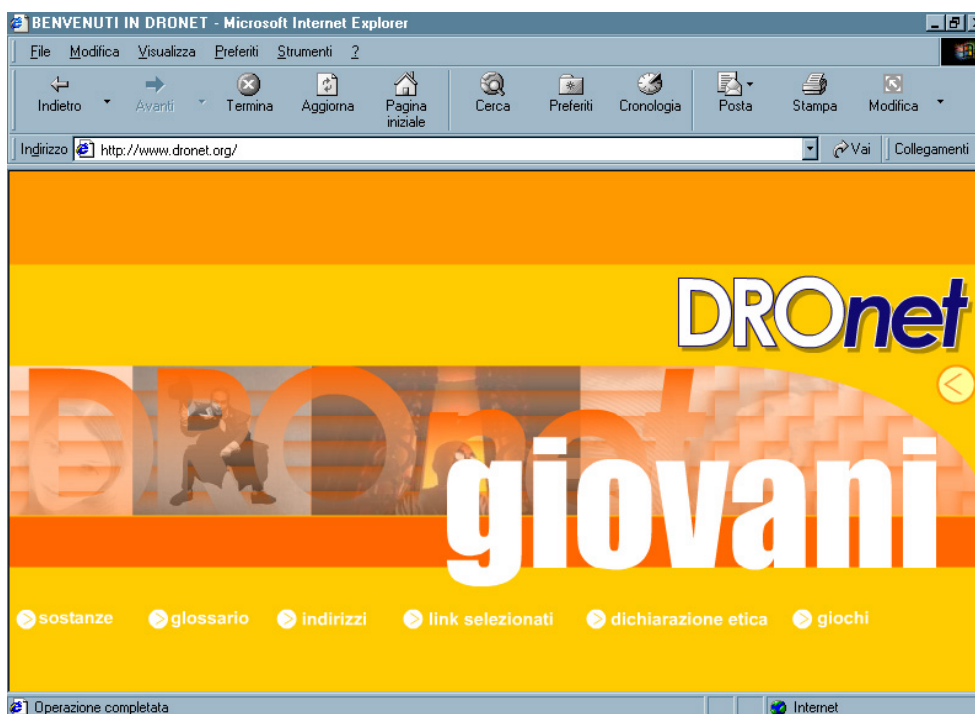 BENVENUTI IN DRONET - Microsoft Internet Explorer
File Modifica Visualizza Preferiti Strumenti ?
Indietro Avanti Termina Aggiorna Pagina iniziale Cerca Preferiti Cronologia Posta Stampa Modifica
Indirizzo http://www.dronet.org/ Vai Collegamenti
DROnet
DROnet
giovani
sostanze glossario indirizzi link selezionati dichiarazione etica giochi
Operazione completata Internet